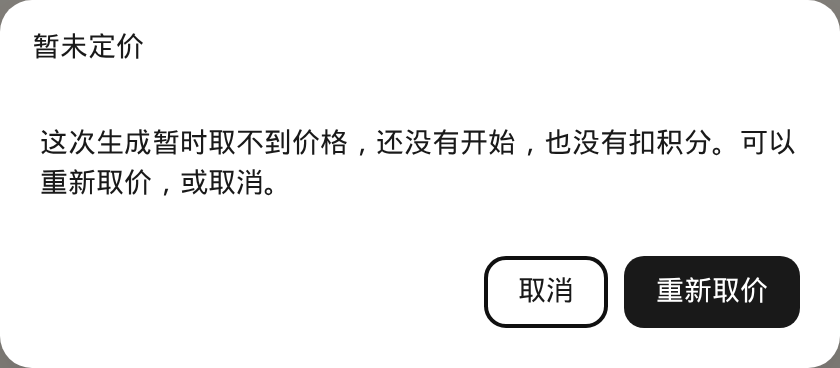 暂未定价
这次生成暂时取不到价格，还没有开始，也没有扣积分。可以
重新取价，或取消。
取消
重新取价